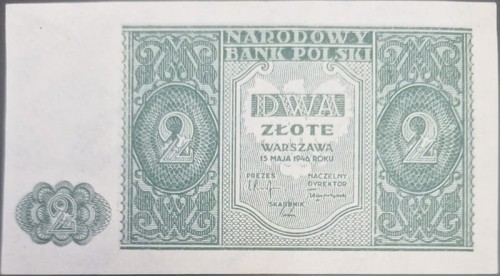 NARODOWY
BANK POLSKI
DWA
ZŁOTE
WARSZAWA
15 MAJA 1946 ROKU
PREZES NACZELNY
DYREKTOR
SKARBNIK
2 2
2